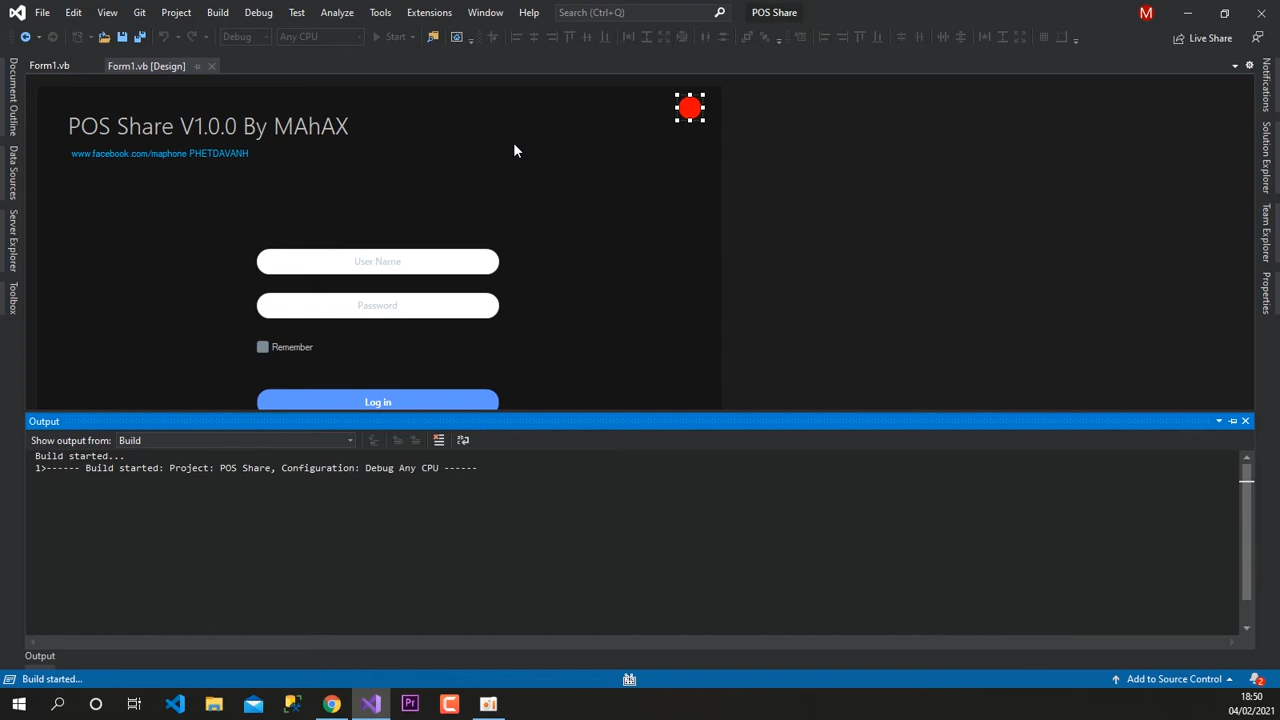 File Edit View Git Project Build Debug Test Analyze Tools Extensions Window Help Search (Ctrl+Q) POS Share M
Debug Any CPU Start Live Share
Form1.vb Form1.vb [Design]
Document Outline
Data Sources
Server Explorer
Toolbox
POS Share V1.0.0 By MAhAX
www.facebook.com/maphone PHETDAVANH
User Name
Password
Remember
Log in
Notifications
Solution Explorer
Team Explorer
Properties
Output
Show output from: Build
Build started...
1>------ Build started: Project: POS Share, Configuration: Debug Any CPU ------
Output
Build started... Add to Source Control 2
Pr 18:50
04/02/2021